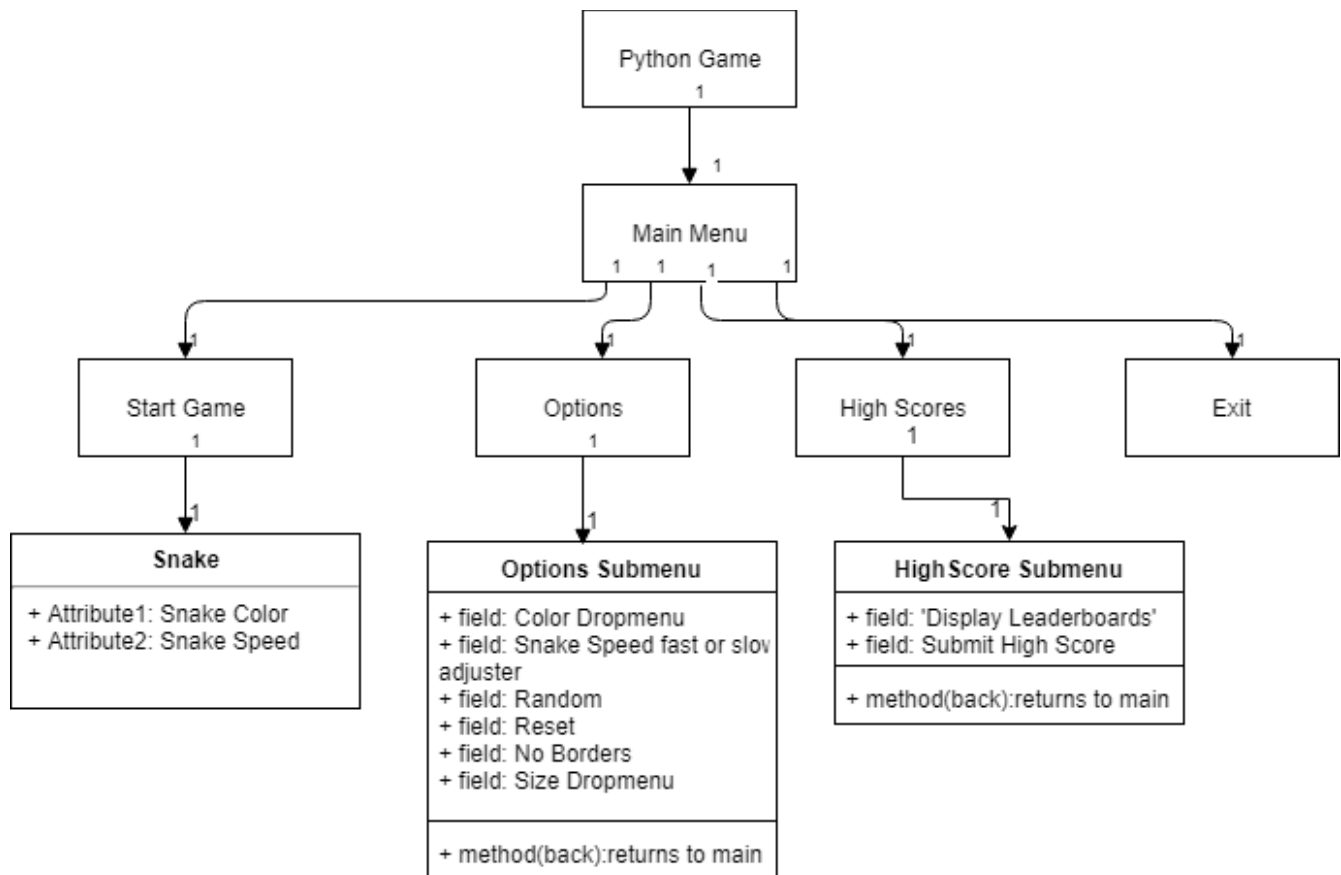 Python Game
1
1
Main Menu
1 1 1 1
1 1 1 1
Start Game
1
Options
1
High Scores
1
Exit
1
Snake
+ Attribute1: Snake Color
+ Attribute2: Snake Speed
1
Options Submenu
+ field: Color Dropmenu
+ field: Snake Speed fast or slow
adjuster
+ field: Random
+ field: Reset
+ field: No Borders
+ field: Size Dropmenu
+ method(back):returns to main
1
HighScore Submenu
+ field: 'Display Leaderboards'
+ field: Submit High Score
+ method(back):returns to main